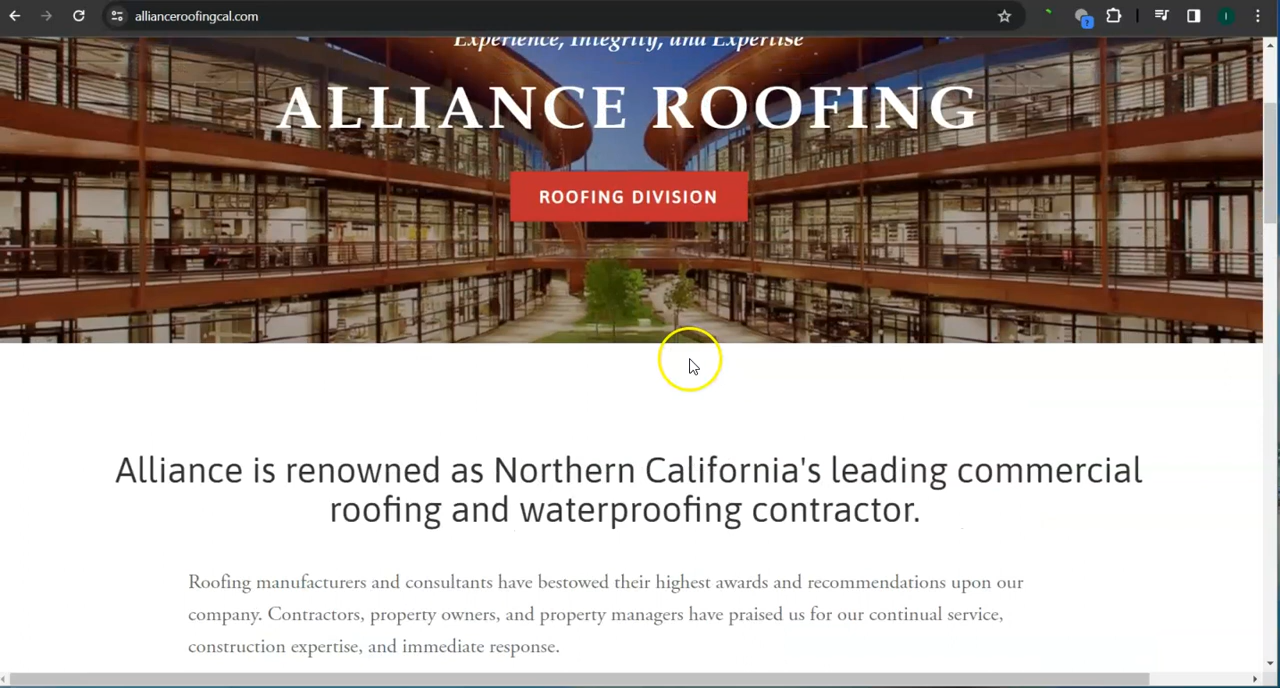 allianceroofingcal.com
Experience, Integrity, and Expertise
ALLIANCE ROOFING
ROOFING DIVISION
Alliance is renowned as Northern California's leading commercial
roofing and waterproofing contractor.
Roofing manufacturers and consultants have bestowed their highest awards and recommendations upon our
company. Contractors, property owners, and property managers have praised us for our continual service,
construction expertise, and immediate response.